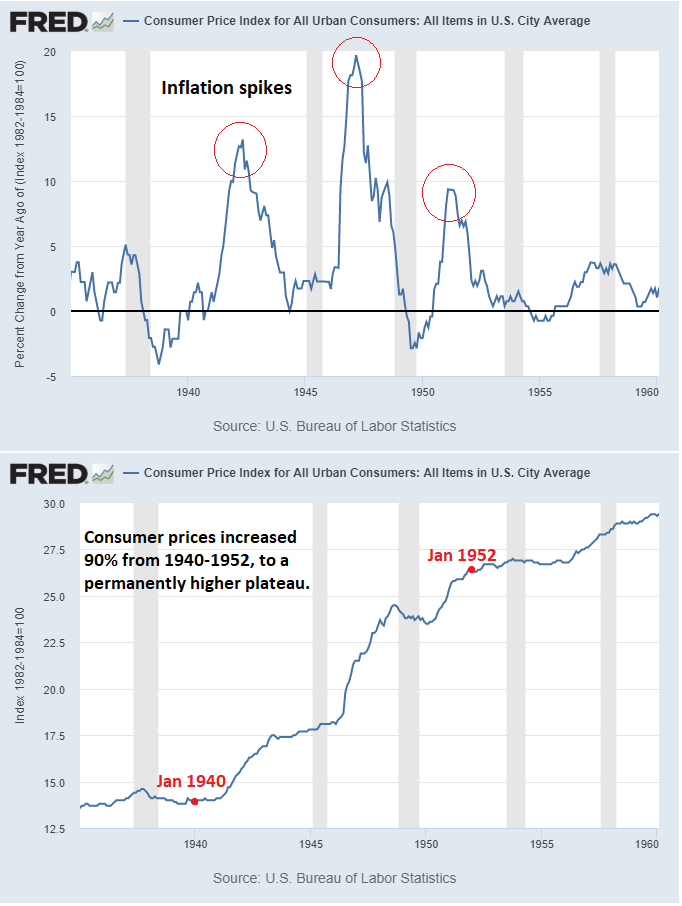 FRED
Consumer Price Index for All Urban Consumers: All Items in U.S. City Average
Percent Change from Year Ago of (Index 1982-1984=100)
20
15
10
5
0
-5
Inflation spikes
1940
1945
1950
1955
1960
Source: U.S. Bureau of Labor Statistics
FRED
Consumer Price Index for All Urban Consumers: All Items in U.S. City Average
Index 1982-1984=100
30.0
27.5
25.0
22.5
20.0
17.5
15.0
12.5
Consumer prices increased
90% from 1940-1952, to a
permanently higher plateau.
Jan 1952
Jan 1940
1940
1945
1950
1955
1960
Source: U.S. Bureau of Labor Statistics